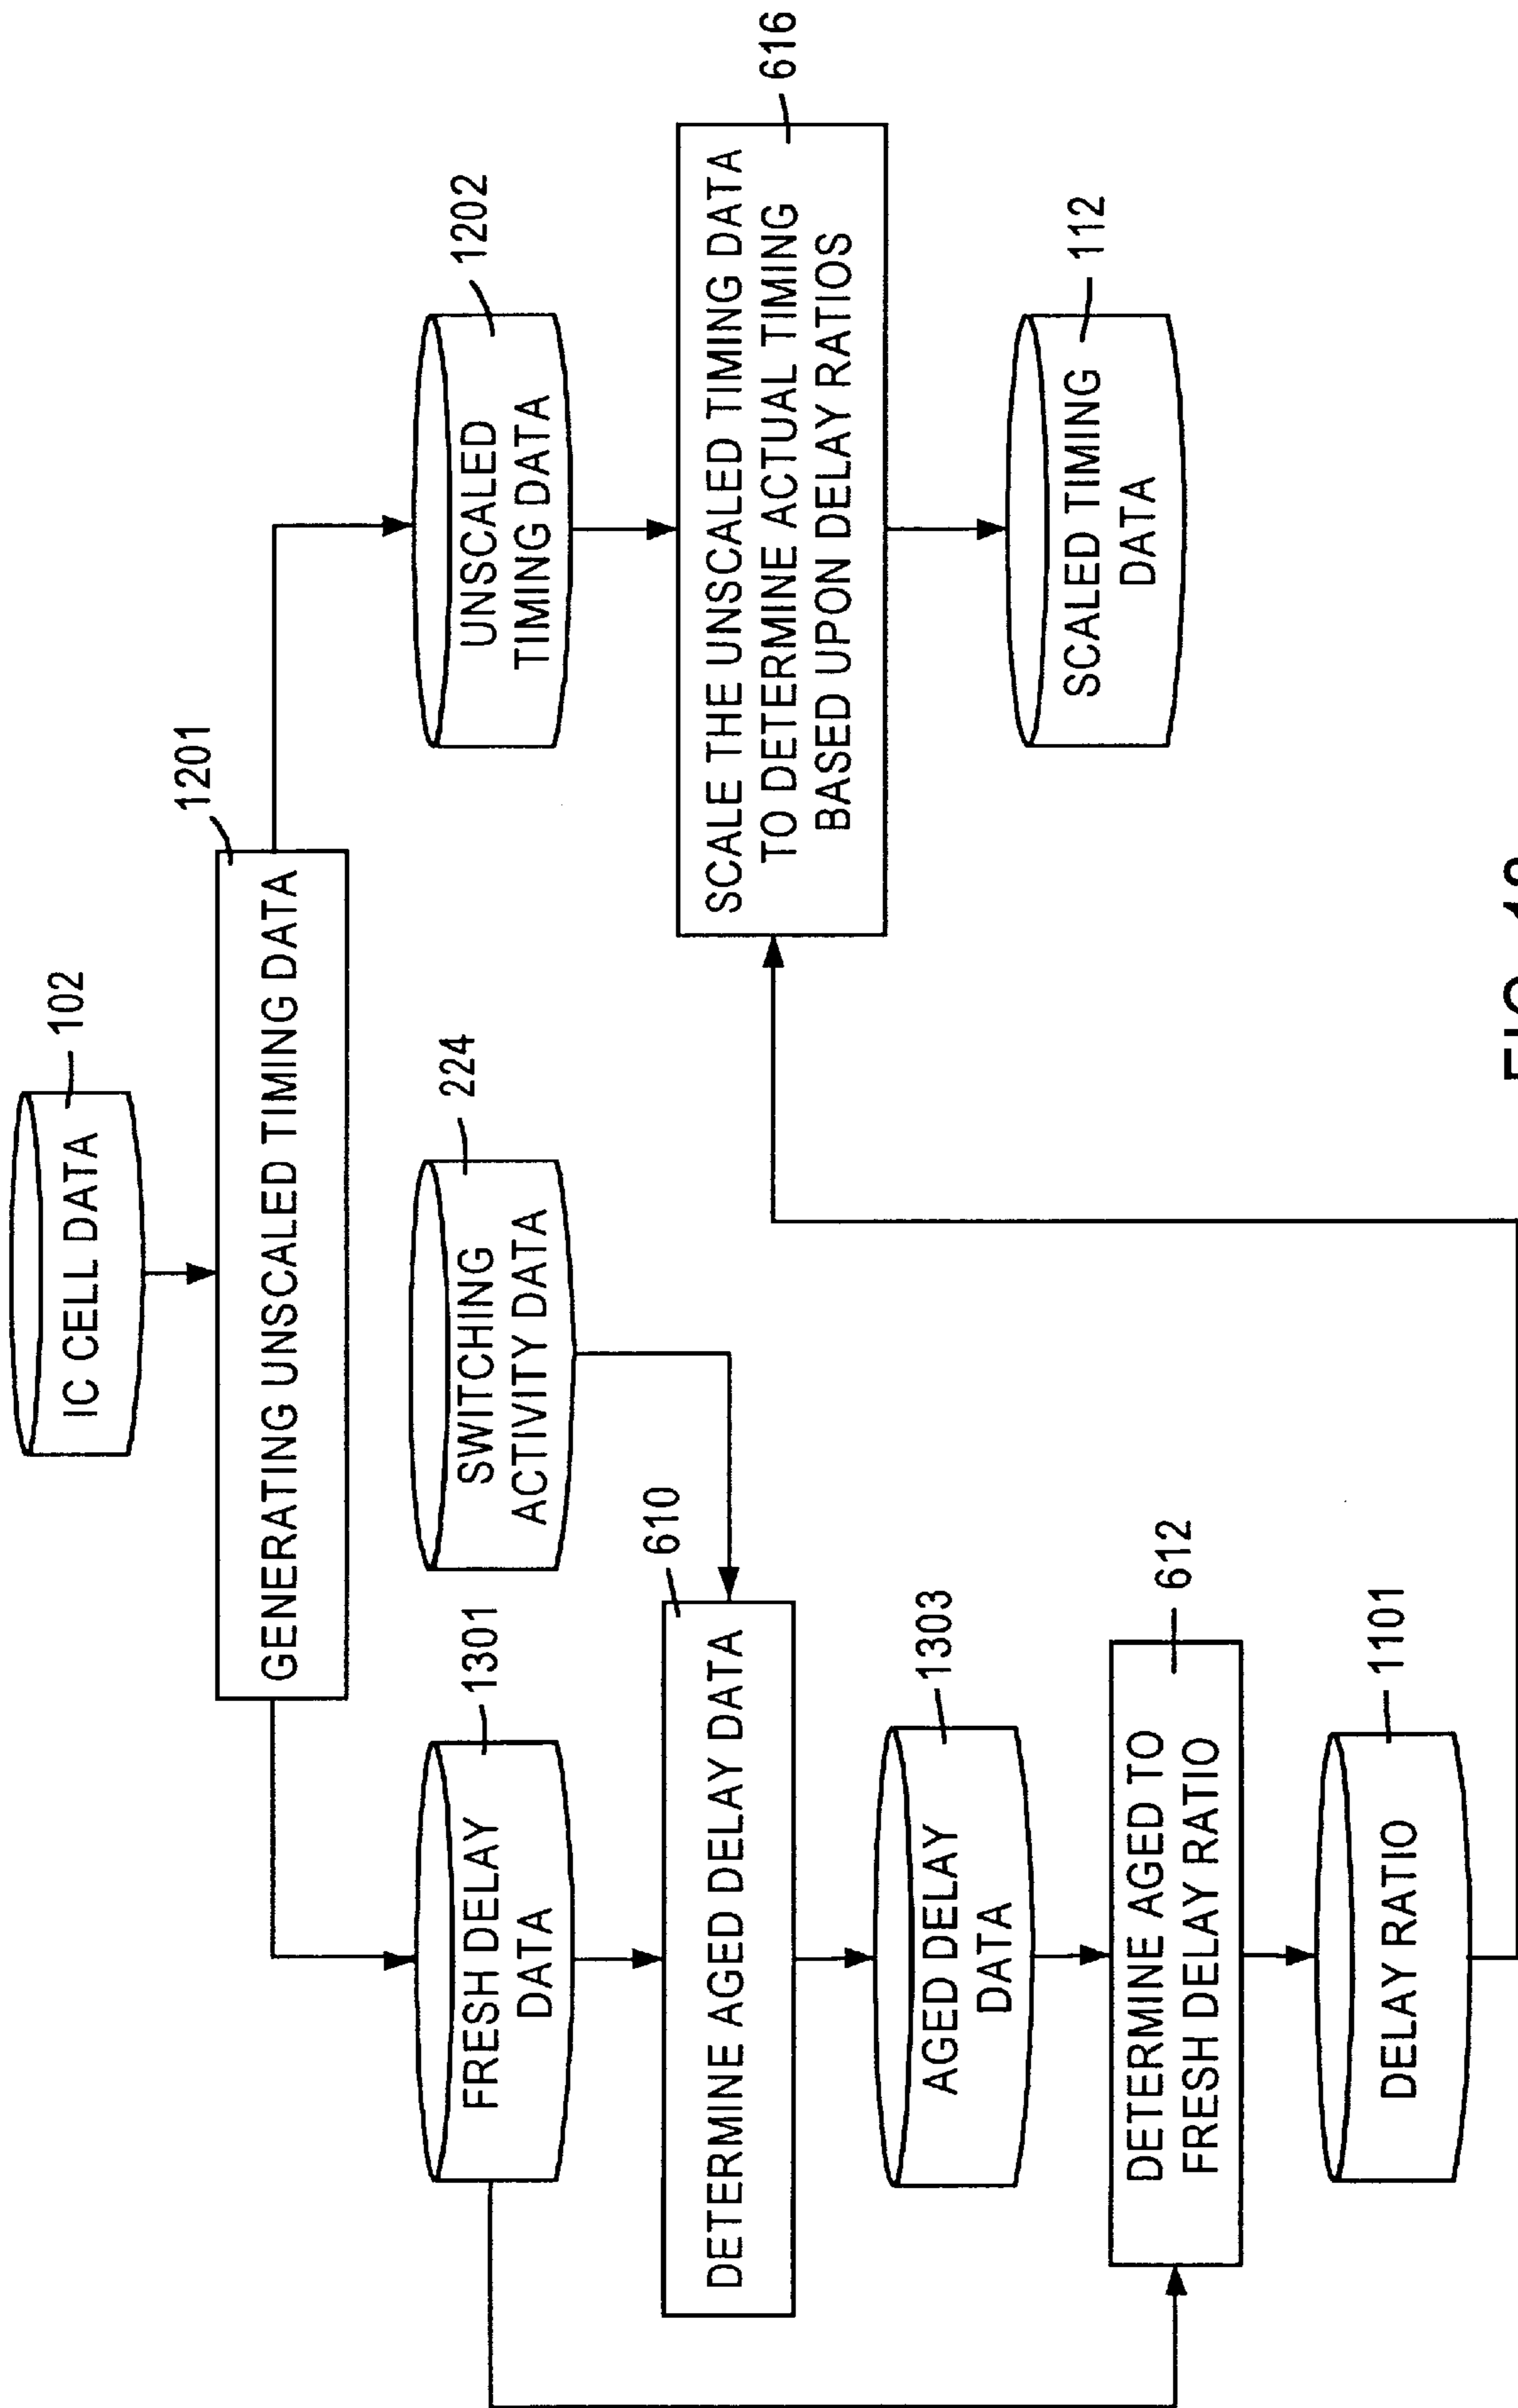 IC CELL DATA
102
1201
GENERATING UNSCALED TIMING DATA
FRESH DELAY
DATA
1301
SWITCHING
ACTIVITY DATA
224
UNSCALED
TIMING DATA
1202
610
DETERMINE AGED DELAY DATA
SCALE THE UNSCALED TIMING DATA
TO DETERMINE ACTUAL TIMING
BASED UPON DELAY RATIOS
616
AGED DELAY
DATA
1303
SCALED TIMING
DATA
112
DETERMINE AGED TO
FRESH DELAY RATIO
612
DELAY RATIO
1101
FIG.